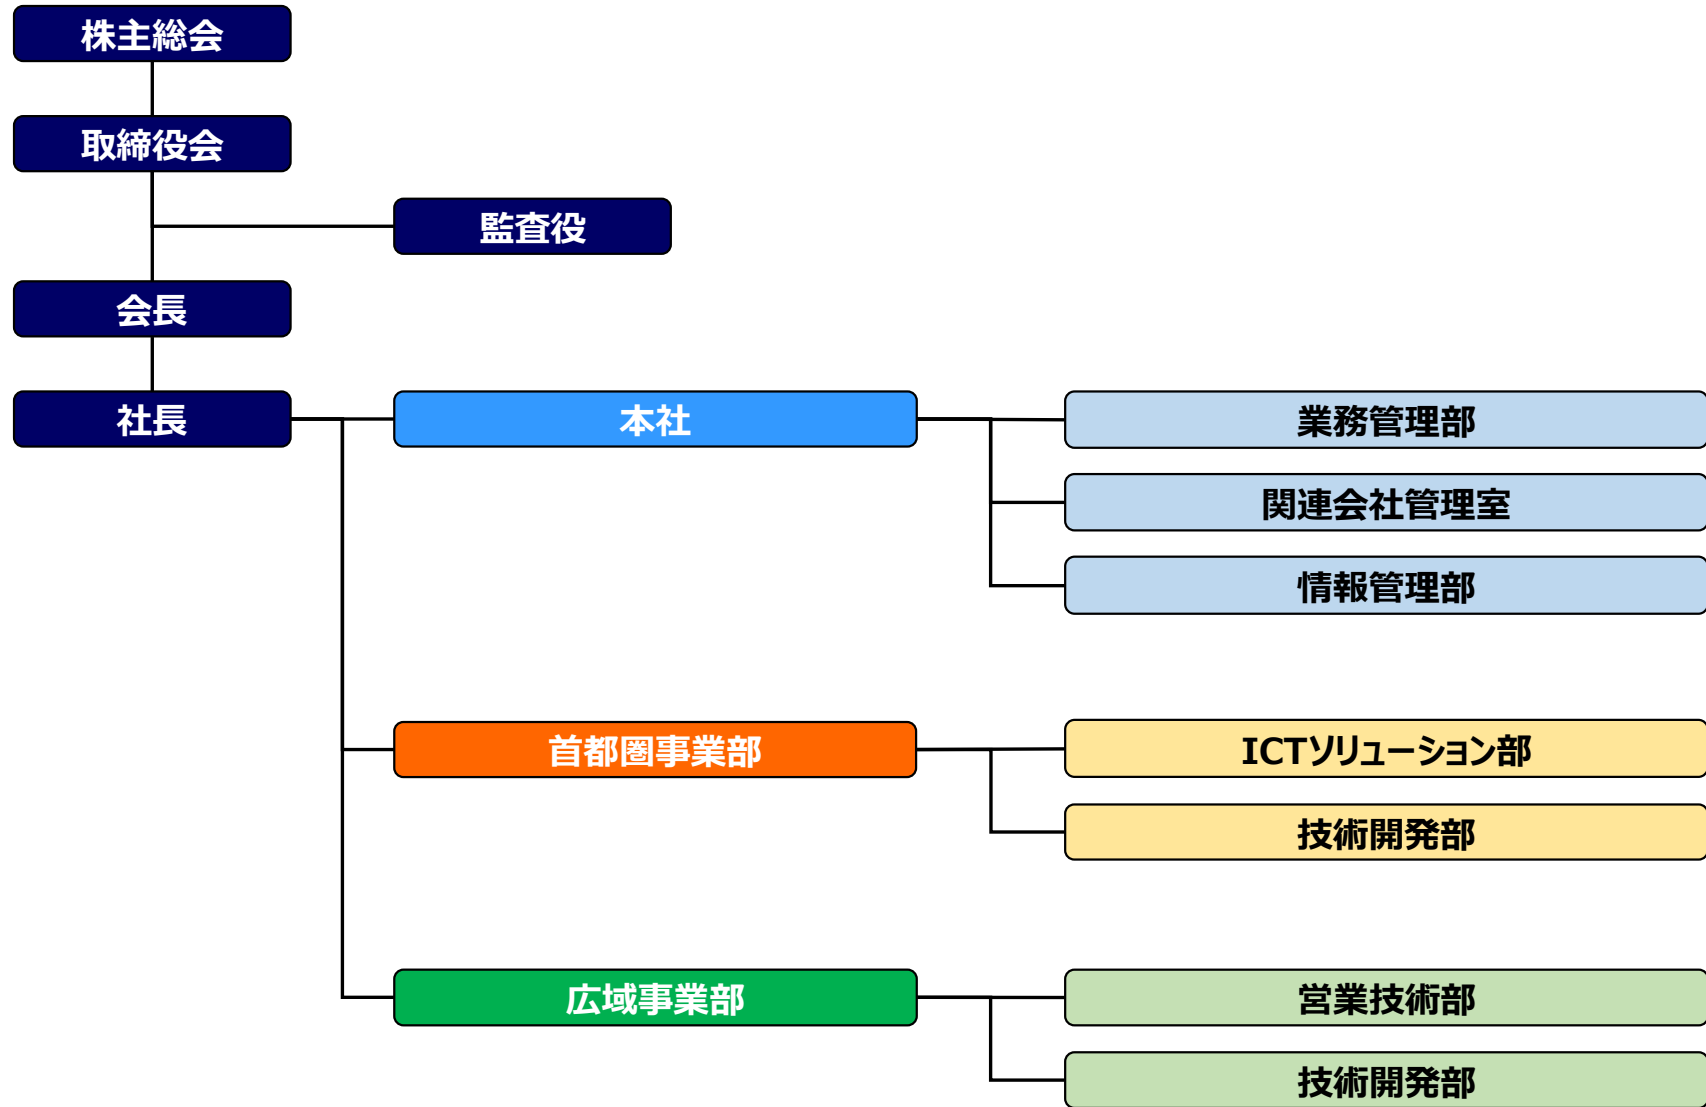 株主総会
取締役会
監査役
会長
社長
本社
業務管理部
関連会社管理室
情報管理部
首都圏事業部
ICTソリューション部
技術開発部
広域事業部
営業技術部
技術開発部